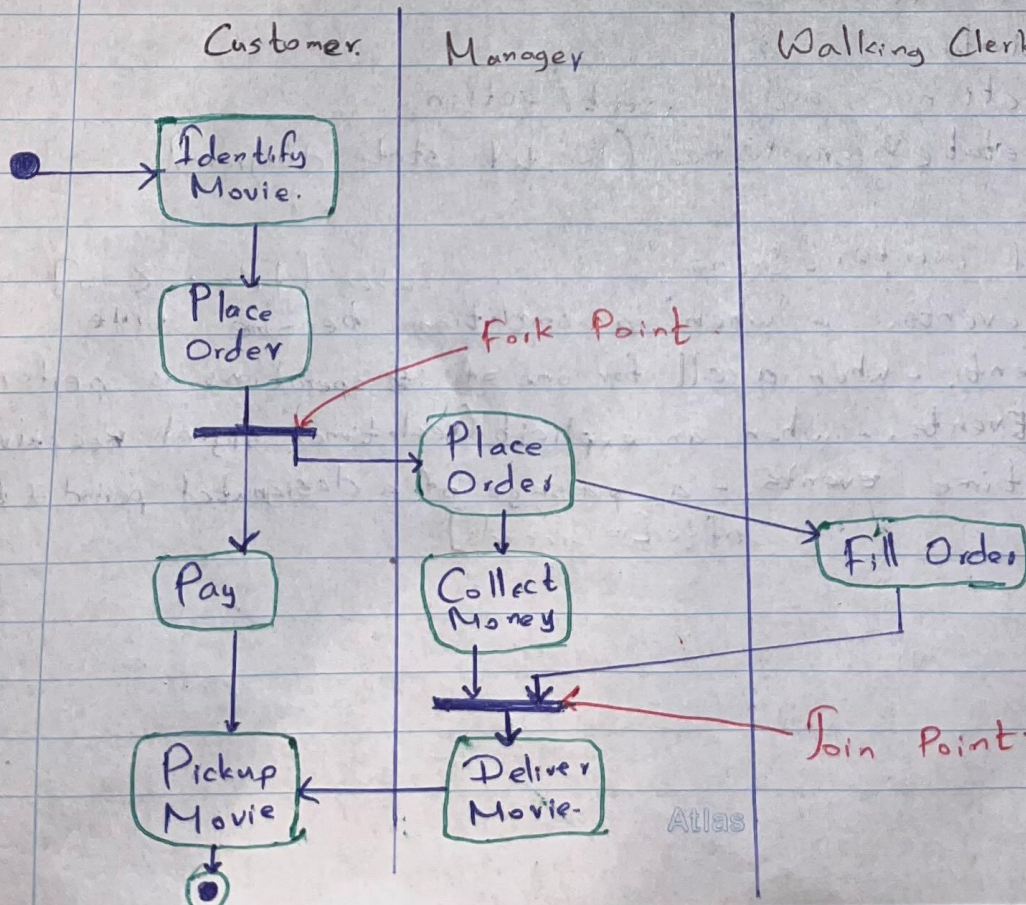 Customer.
Manager
Walking Clerk
Identify
Movie.
Place
Order
Fork Point
Place
Order
Fill Order
Pay
Collect
Money
Join Point
Pickup
Movie
Deliver
Movie.
Atlas